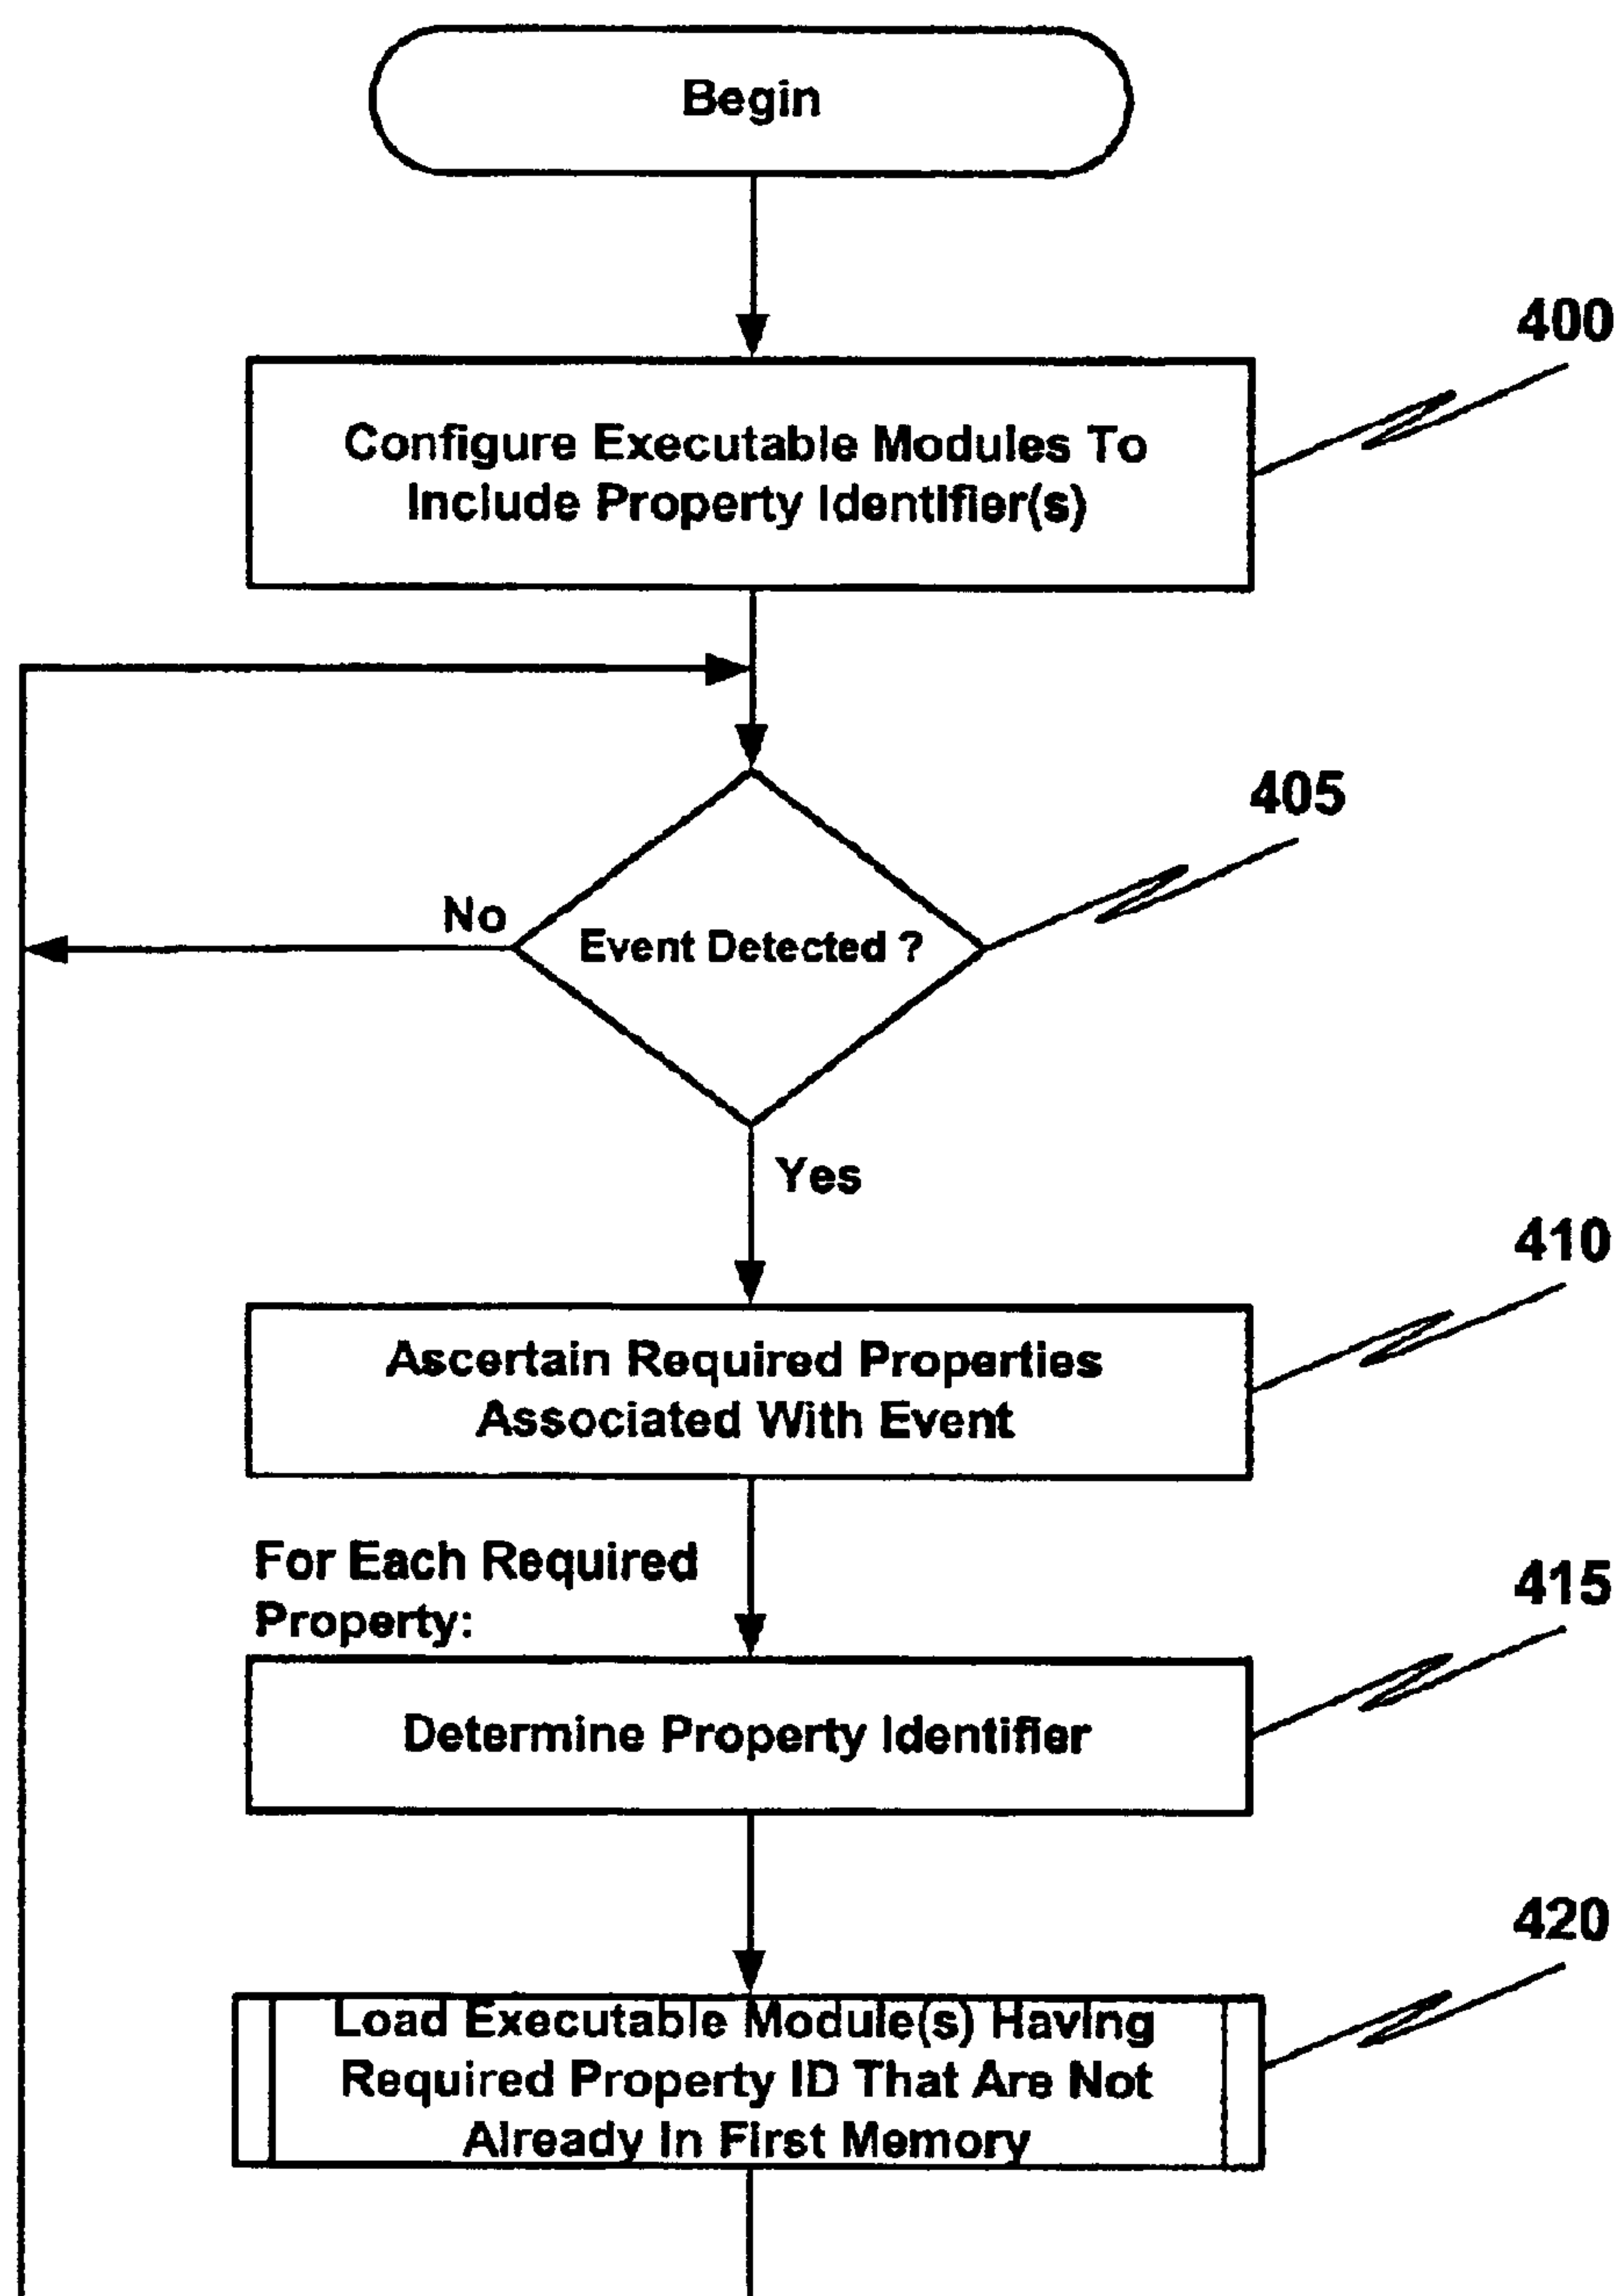 Begin
400
Configure Executable Modules To
Include Property Identifier(s)
405
No
Event Detected ?
Yes
410
Ascertain Required Properties
Associated With Event
For Each Required
Property:
415
Determine Property Identifier
420
Load Executable Module(s) Having
Required Property ID That Are Not
Already In First Memory